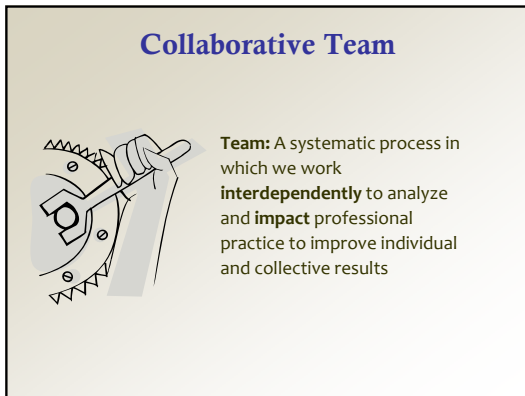 Collaborative Team
Team: A systematic process in
which we work
interdependently to analyze
and impact professional
practice to improve individual
and collective results